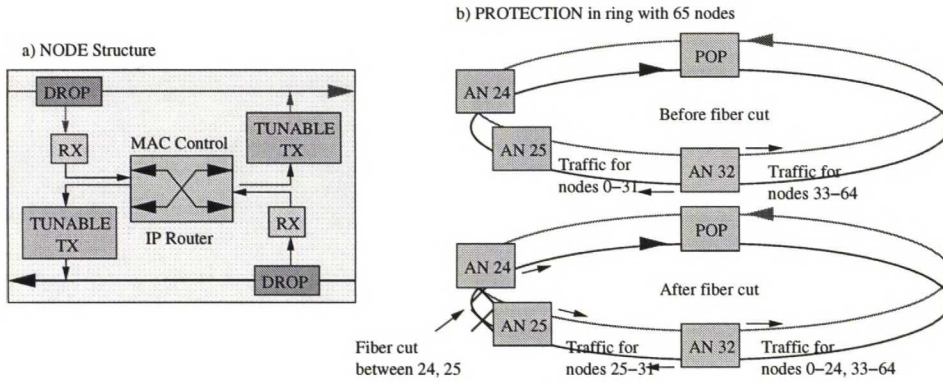 a) NODE Structure
DROP
RX
MAC Control
TUNABLE
TX
TUNABLE
TX
IP Router
RX
DROP
b) PROTECTION in ring with 65 nodes
POP
AN 24
Before fiber cut
AN 25
Traffic for
nodes 0–31
AN 32
Traffic for
nodes 33–64
POP
AN 24
After fiber cut
AN 25
AN 32
Fiber cut
between 24, 25
Traffic for
nodes 25–31
Traffic for
nodes 0–24, 33–64